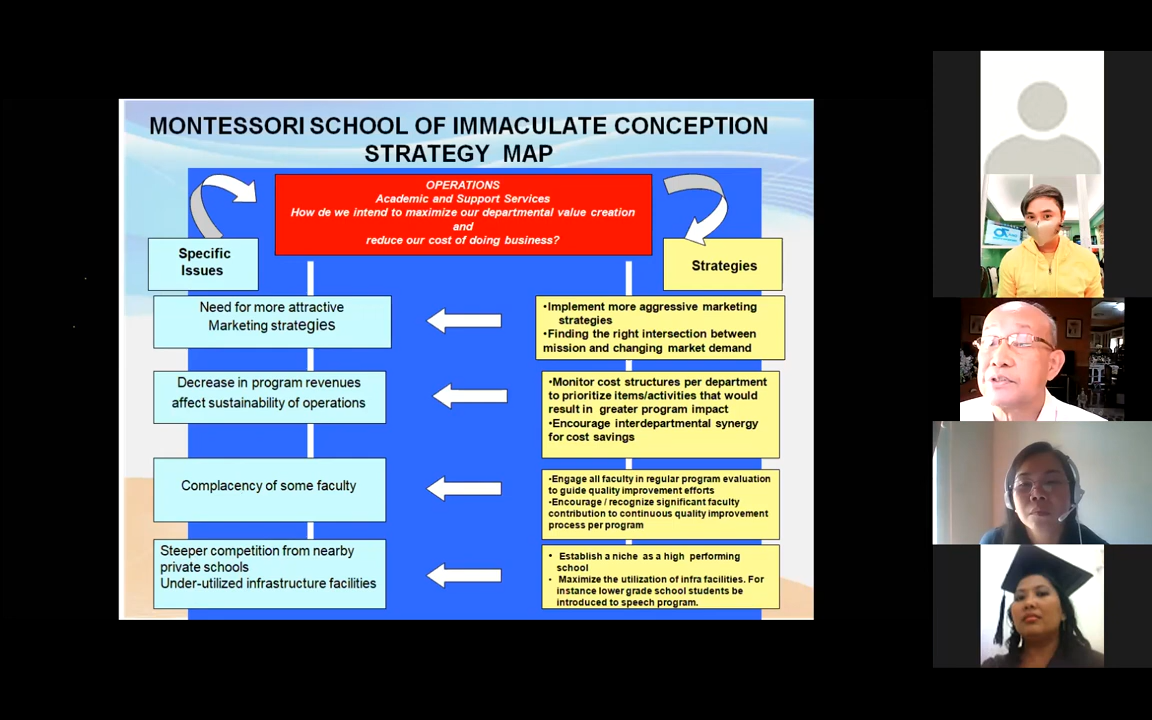 MONTESSORI SCHOOL OF IMMACULATE CONCEPTION
STRATEGY MAP
OPERATIONS
Academic and Support Services
How de we intend to maximize our departmental value creation
and
reduce our cost of doing business?
Specific
Issues
Strategies
Need for more attractive
Marketing strategies
•Implement more aggressive marketing
strategies
•Finding the right intersection between
mission and changing market demand
Decrease in program revenues
affect sustainability of operations
•Monitor cost structures per department
to prioritize items/activities that would
result in greater program impact
•Encourage interdepartmental synergy
for cost savings
Complacency of some faculty
•Engage all faculty in regular program evaluation
to guide quality improvement efforts
•Encourage / recognize significant faculty
contribution to continuous quality improvement
process per program
Steeper competition from nearby
private schools
Under-utilized infrastructure facilities
• Establish a niche as a high performing
school
• Maximize the utilization of infra facilities. For
instance lower grade school students be
introduced to speech program.